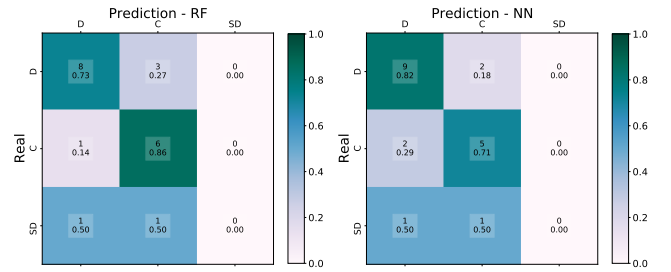 Prediction - RF
D C SD
Real
D
8 3 0
0.73 0.27 0.00
C
1 6 0
0.14 0.86 0.00
SD
1 1 0
0.50 0.50 0.00
1.0
0.8
0.6
0.4
0.2
0.0
Prediction - NN
D C SD
Real
D
9 2 0
0.82 0.18 0.00
C
2 5 0
0.29 0.71 0.00
SD
1 1 0
0.50 0.50 0.00
1.0
0.8
0.6
0.4
0.2
0.0